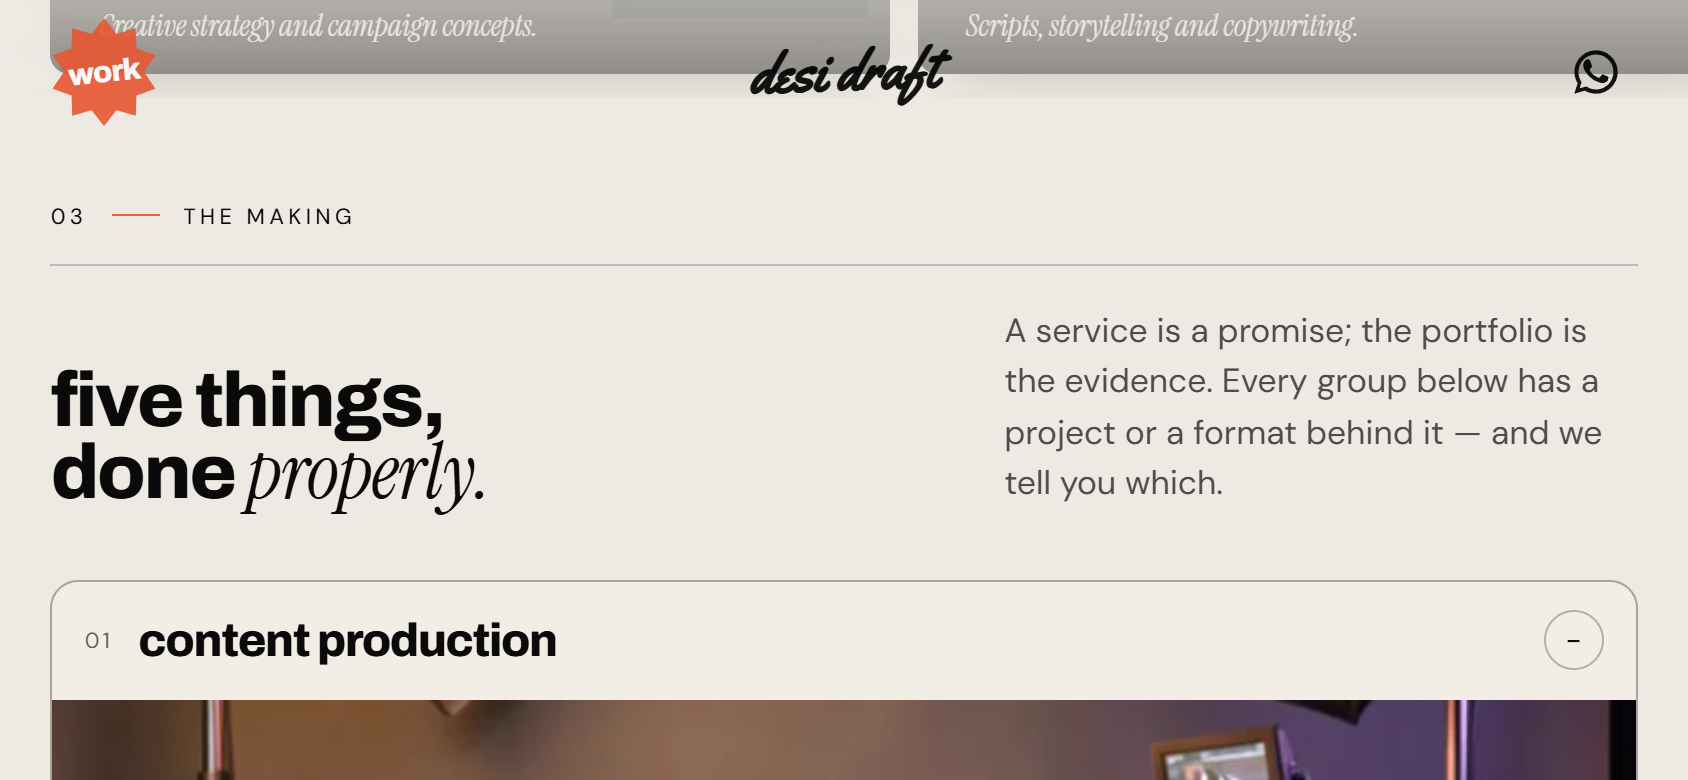 Creative strategy and campaign concepts.
Scripts, storytelling and copywriting.
work
desi draft
03 — THE MAKING
five things,
done properly.
A service is a promise; the portfolio is
the evidence. Every group below has a
project or a format behind it — and we
tell you which.
01 content production
–